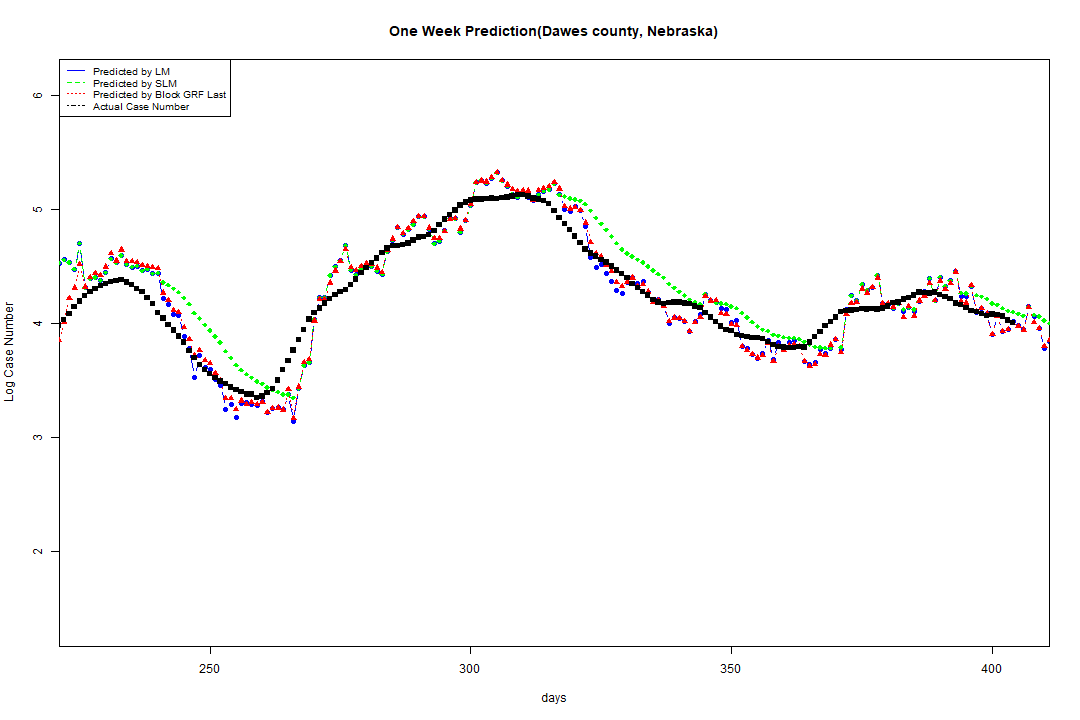 One Week Prediction(Dawes county, Nebraska)
Predicted by LM
Predicted by SLM
Predicted by Block GRF Last
Actual Case Number
Log Case Number
6
5
4
3
2
250
300
350
400
days